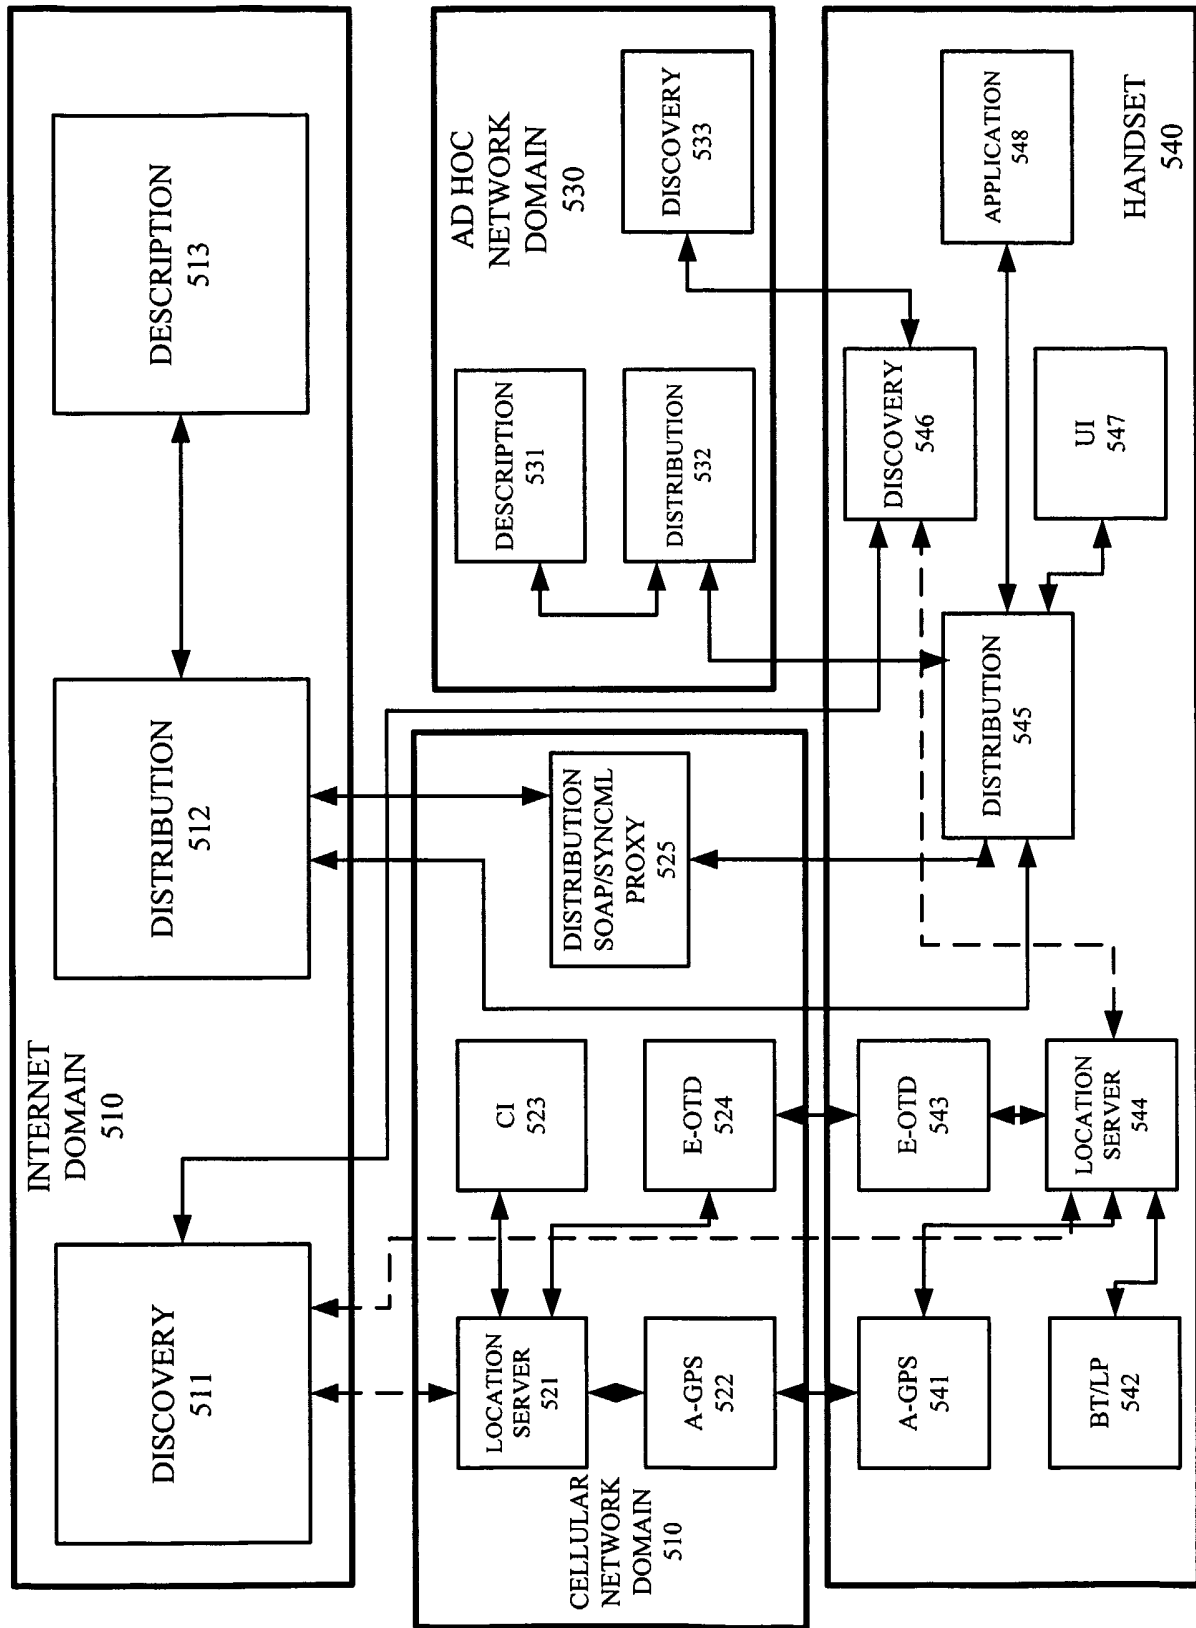 INTERNET
DOMAIN
510
DISCOVERY
511
DISTRIBUTION
512
DESCRIPTION
513
CELLULAR
NETWORK
DOMAIN
510
LOCATION
SERVER
521
A-GPS
522
CI
523
E-OTD
524
DISTRIBUTION
SOAP/SYNCML
PROXY
525
AD HOC
NETWORK
DOMAIN
530
DESCRIPTION
531
DISTRIBUTION
532
DISCOVERY
533
HANDSET
540
A-GPS
541
BT/LP
542
E-OTD
543
LOCATION
SERVER
544
DISTRIBUTION
545
DISCOVERY
546
UI
547
APPLICATION
548